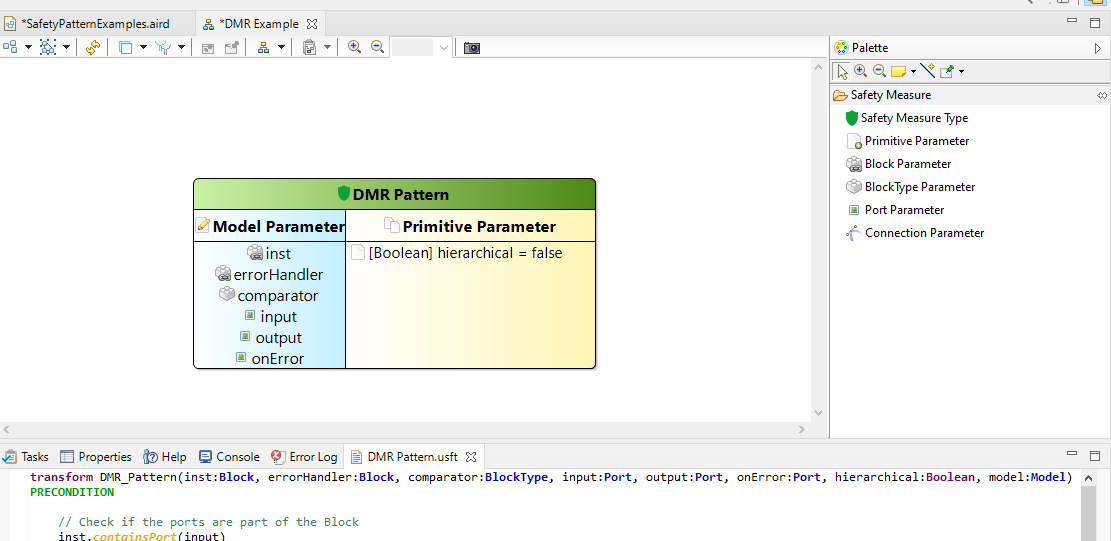 *SafetyPatternExamples.aird
*DMR Example
Palette
Safety Measure
Safety Measure Type
Primitive Parameter
Block Parameter
BlockType Parameter
Port Parameter
Connection Parameter
DMR Pattern
Model Parameter
Primitive Parameter
inst
[Boolean] hierarchical = false
errorHandler
comparator
input
output
onError
Tasks
Properties
Help
Console
Error Log
DMR Pattern.usft
transform DMR_Pattern(inst:Block, errorHandler:Block, comparator:BlockType, input:Port, output:Port, onError:Port, hierarchical:Boolean, model:Model)
PRECONDITION
// Check if the ports are part of the Block
inst.containsPort(input)